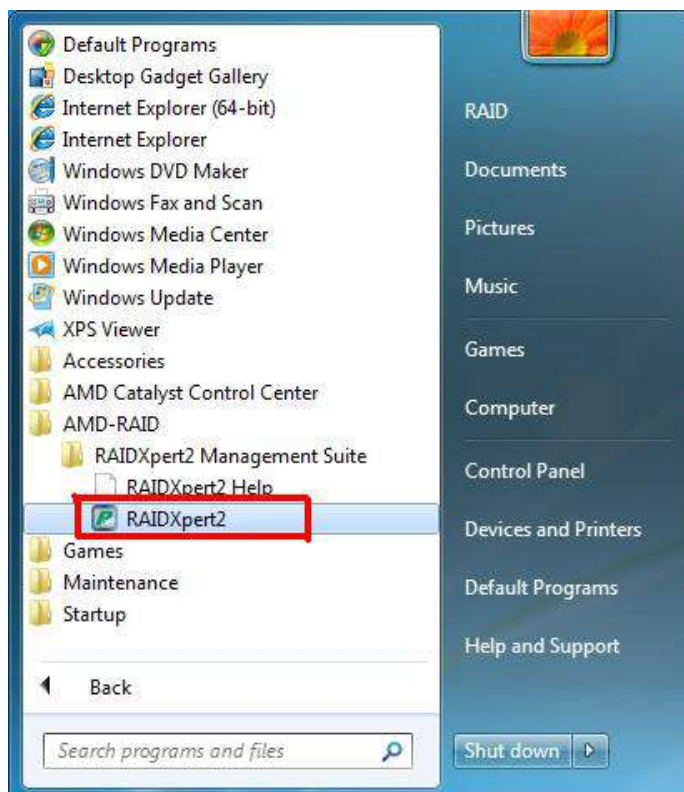 Default Programs
Desktop Gadget Gallery
Internet Explorer (64-bit)
Internet Explorer
Windows DVD Maker
Windows Fax and Scan
Windows Media Center
Windows Media Player
Windows Update
XPS Viewer
Accessories
AMD Catalyst Control Center
AMD-RAID
RAIDXpert2 Management Suite
RAIDXpert2 Help
RAIDXpert2
Games
Maintenance
Startup
Back
Search programs and files
RAID
Documents
Pictures
Music
Games
Computer
Control Panel
Devices and Printers
Default Programs
Help and Support
Shut down